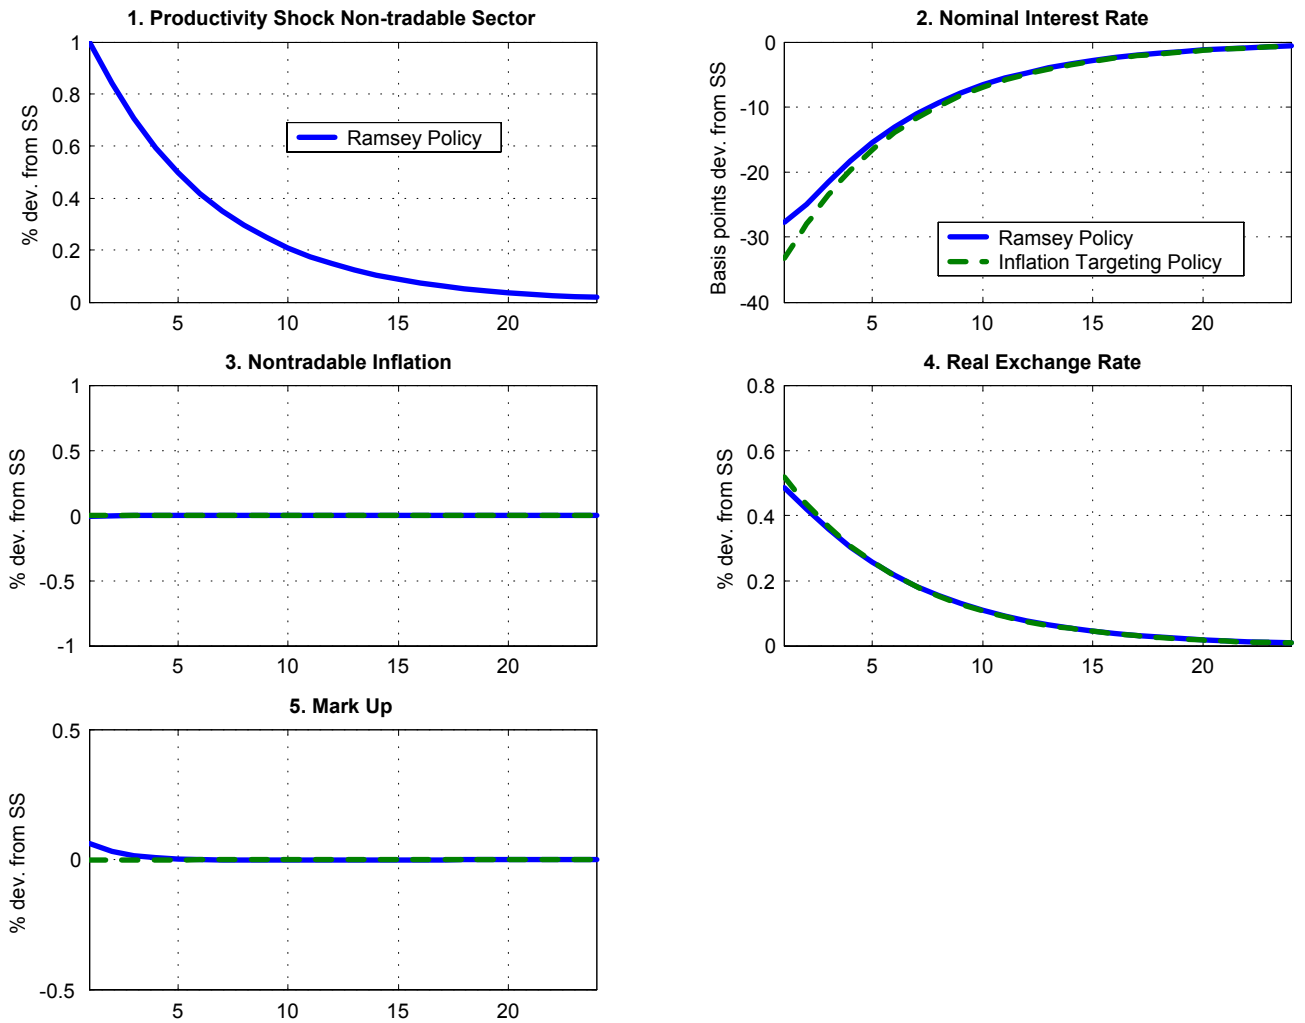 1. Productivity Shock Non-tradable Sector
% dev. from SS
1
0.8
0.6
0.4
0.2
0
5 10 15 20
Ramsey Policy
2. Nominal Interest Rate
Basis points dev. from SS
0
-10
-20
-30
-40
5 10 15 20
Ramsey Policy
Inflation Targeting Policy
3. Nontradable Inflation
% dev. from SS
1
0.5
0
-0.5
-1
5 10 15 20
4. Real Exchange Rate
% dev. from SS
0.8
0.6
0.4
0.2
0
5 10 15 20
5. Mark Up
% dev. from SS
0.5
0
-0.5
5 10 15 20